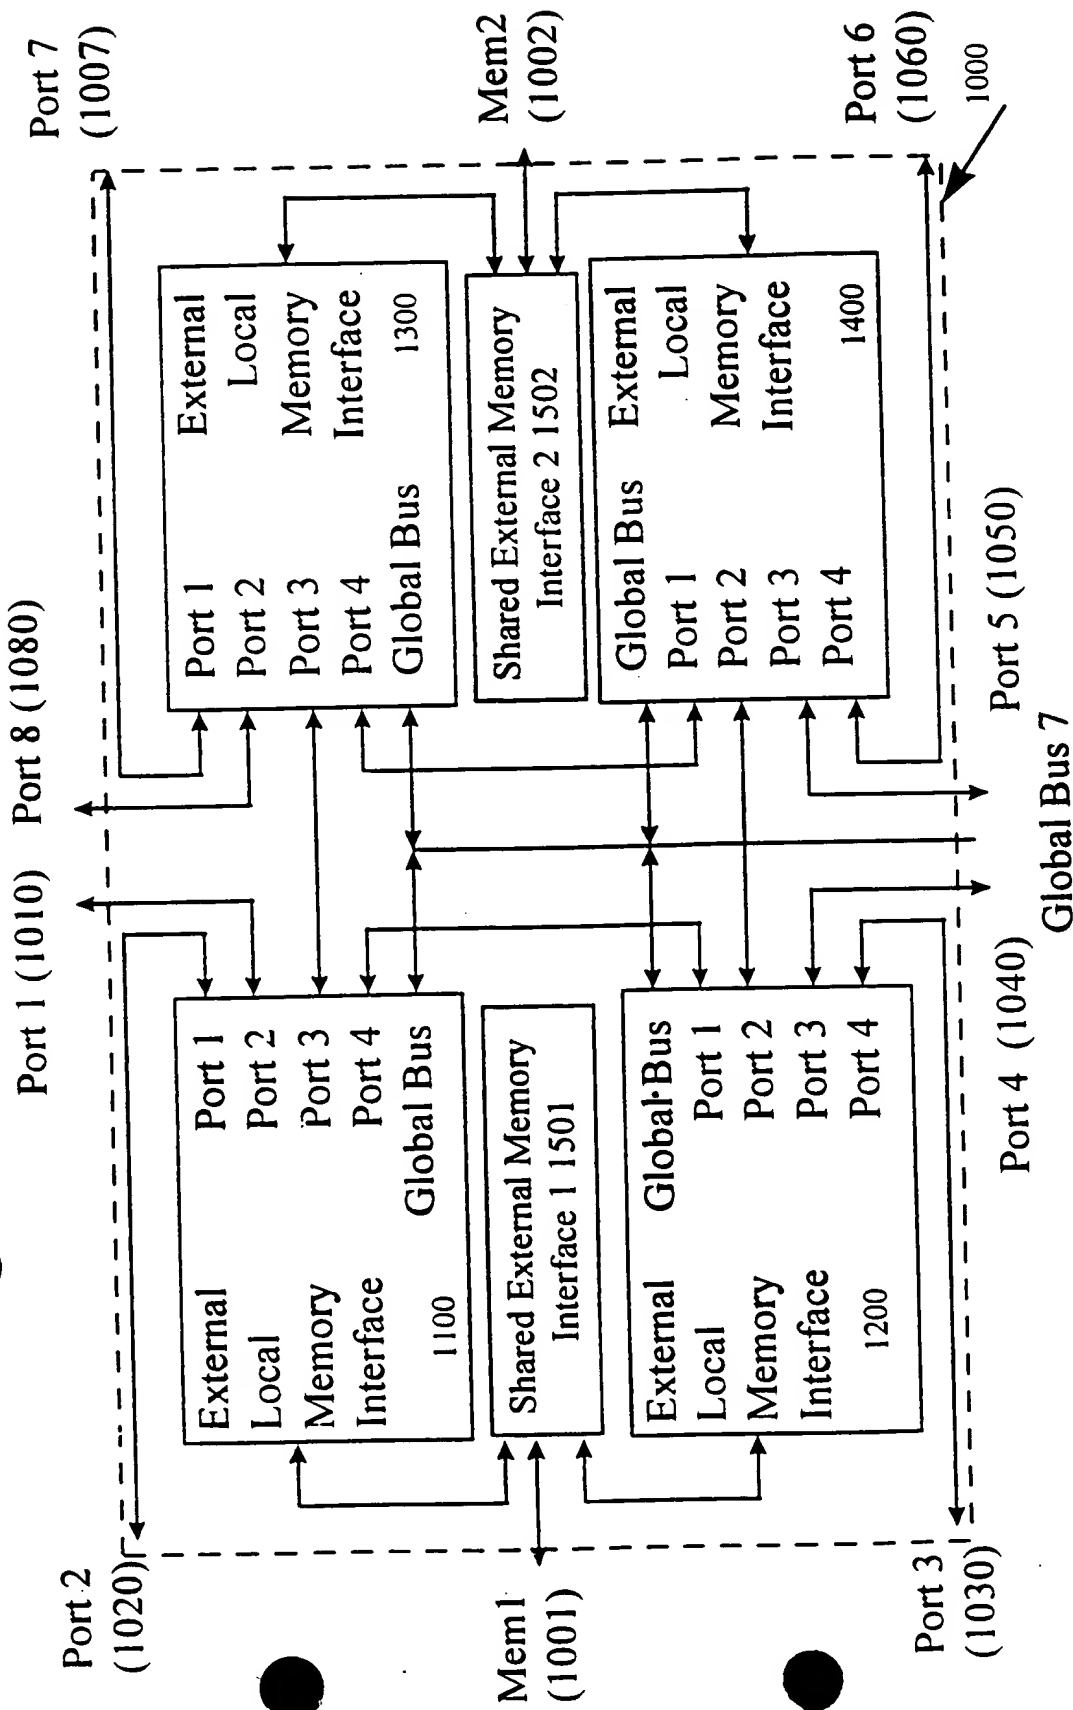 Port 1 (1010)
Port 8 (1080)
Port 2
(1020)
Port 7
(1007)
External
Local
Memory
Interface
1100
Port 1
Port 2
Port 3
Port 4
Global Bus
Port 1
Port 2
Port 3
Port 4
Global Bus
External
Local
Memory
Interface
1300
Mem1
(1001)
Shared External Memory
Interface 1 1501
Shared External Memory
Interface 2 1502
Mem2
(1002)
External
Local
Memory
Interface
1200
Global Bus
Port 1
Port 2
Port 3
Port 4
Global Bus
Port 1
Port 2
Port 3
Port 4
External
Local
Memory
Interface
1400
Port 3
(1030)
Port 6
(1060)
1000
Port 4 (1040)
Port 5 (1050)
Global Bus 7